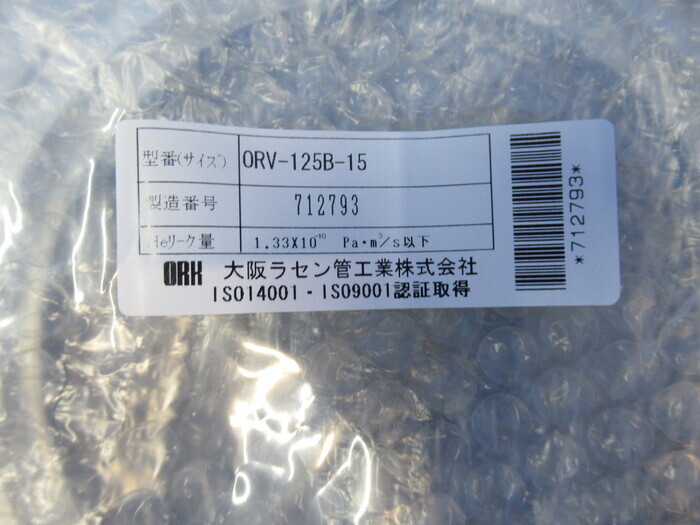 型番(サイズ) ORV-125B-15
製造番号 712793
Heリーク量 1.33X10⁻¹⁰ Pa・m³/s以下
ORK 大阪ラセン管工業株式会社
ISO14001・ISO9001認証取得
*712793*